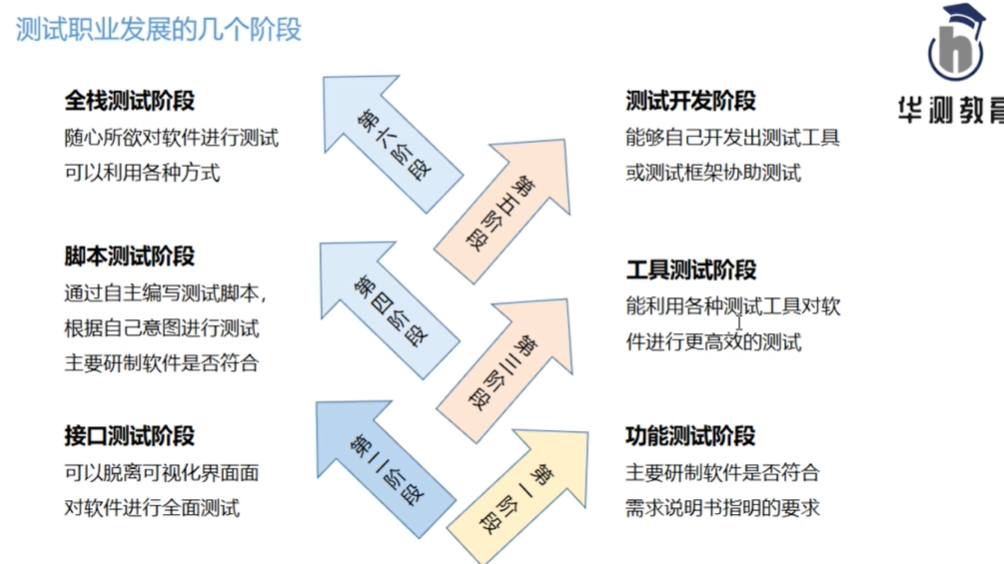 测试职业发展的几个阶段
h
华测教育
全栈测试阶段
随心所欲对软件进行测试
可以利用各种方式
第六阶段
测试开发阶段
能够自己开发出测试工具
或测试框架协助测试
第五阶段
脚本测试阶段
通过自主编写测试脚本，
根据自己意图进行测试
主要研制软件是否符合
第四阶段
工具测试阶段
能利用各种测试工具对软
件进行更高效的测试
第三阶段
接口测试阶段
可以脱离可视化界面面
对软件进行全面测试
第二阶段
功能测试阶段
主要研制软件是否符合
需求说明书指明的要求
第一阶段